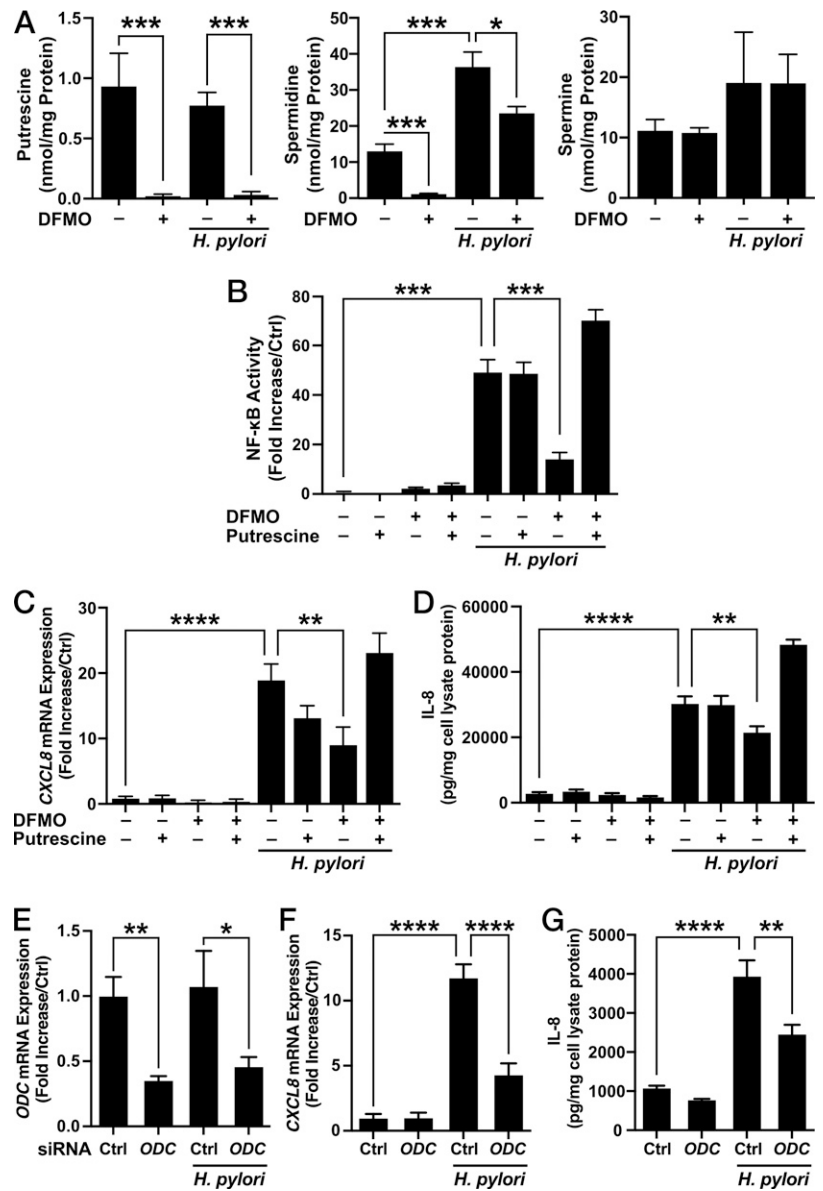 A
Putrescine
(nmol/mg Protein)
1.0
0.5
0.0
*** ***
DFMO − + − +
H. pylori
Spermidine
(nmol/mg Protein)
50
40
30
20
10
0
*** *
***
DFMO − + − +
H. pylori
Spermine
(nmol/mg Protein)
30
20
10
0
DFMO − + − +
H. pylori
B
NF-κB Activity
(Fold Increase/Ctrl)
80
60
40
20
0
*** ***
DFMO − − + + − − + +
Putrescine − + − + − + − +
H. pylori
C
CXCL8 mRNA Expression
(Fold Increase/Ctrl)
30
20
10
0
**** **
DFMO − − + + − − + +
Putrescine − + − + − + − +
H. pylori
D
IL-8
(pg/mg cell lysate protein)
60000
40000
20000
0
**** **
DFMO − − + + − − + +
Putrescine − + − + − + − +
H. pylori
E
ODC mRNA Expression
(Fold Increase/Ctrl)
1.5
1.0
0.5
0.0
** *
siRNA Ctrl ODC Ctrl ODC
H. pylori
F
CXCL8 mRNA Expression
(Fold Increase/Ctrl)
15
10
5
0
**** ****
Ctrl ODC Ctrl ODC
H. pylori
G
IL-8
(pg/mg cell lysate protein)
5000
4000
3000
2000
1000
0
**** **
Ctrl ODC Ctrl ODC
H. pylori